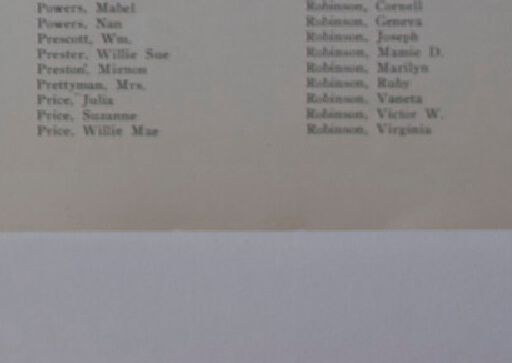 Powers, Mabel
Powers, Nan
Prescott, Wm.
Prester, Willie Sue
Preston, Miemon
Prettyman, Mrs.
Price, Julia
Price, Suzanne
Price, Willie Mae
Robinson, Cornell
Robinson, Geneva
Robinson, Joseph
Robinson, Mamie D.
Robinson, Marilyn
Robinson, Ruby
Robinson, Vaneta
Robinson, Victor W.
Robinson, Virginia